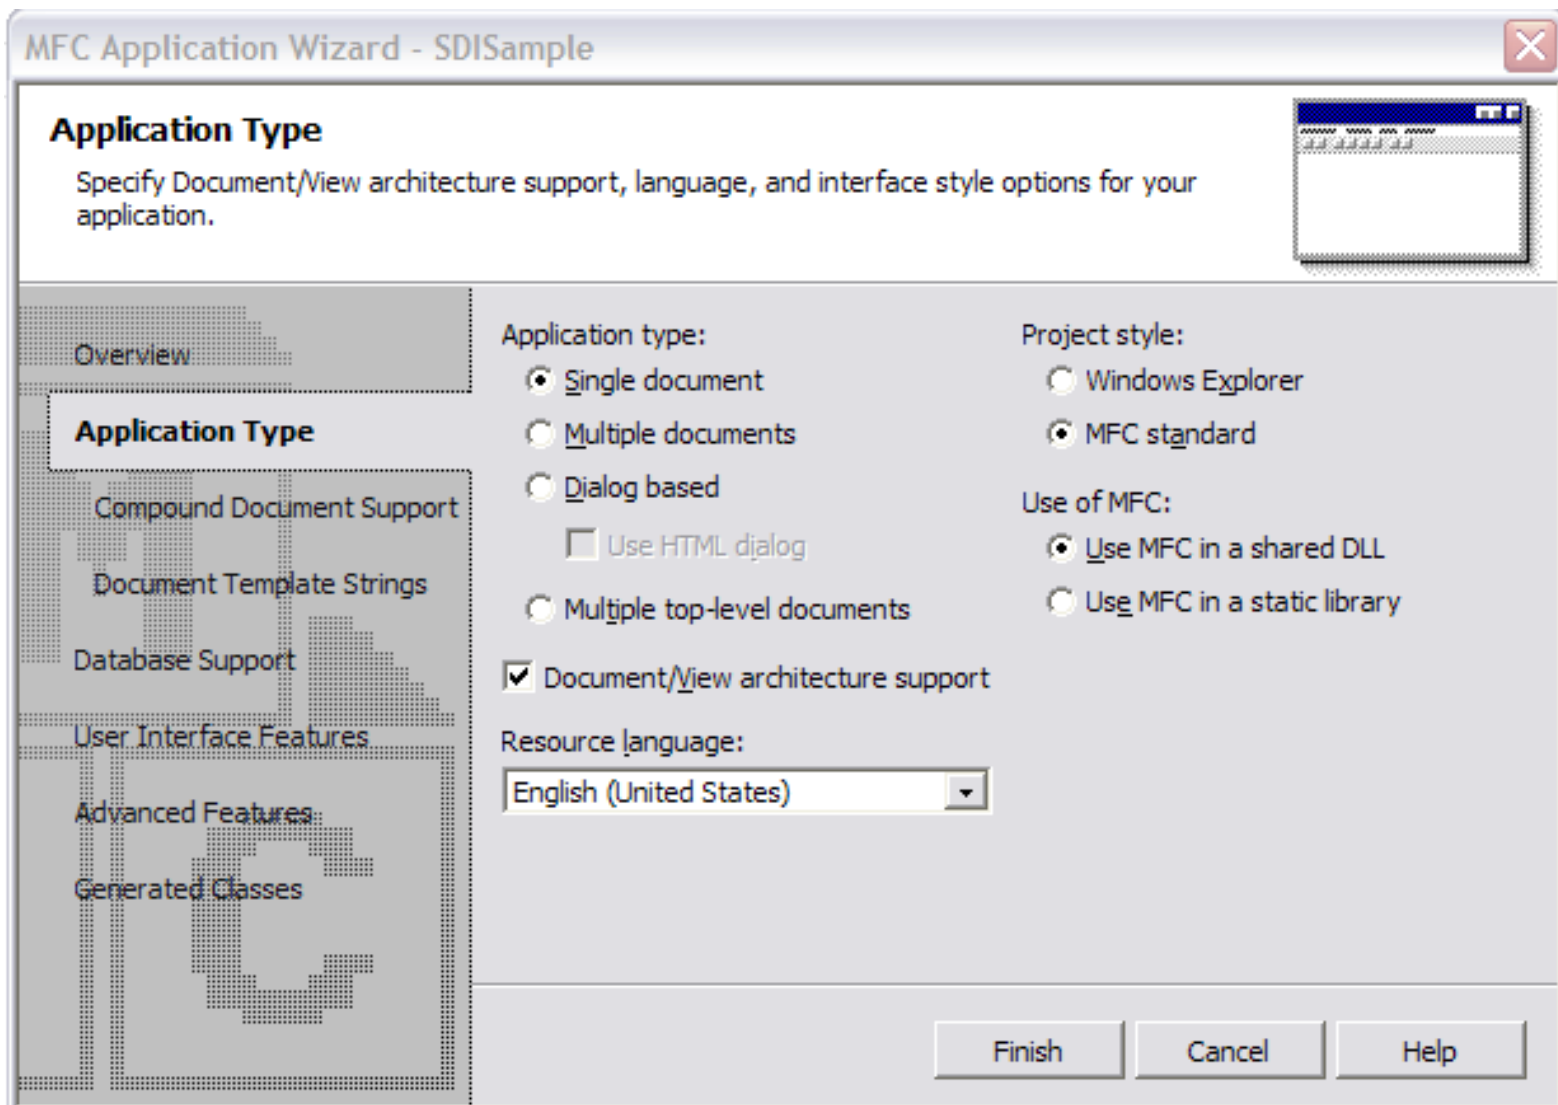 MFC Application Wizard - SDISample
Application Type
Specify Document/View architecture support, language, and interface style options for your
application.
Overview
Application Type
Compound Document Support
Document Template Strings
Database Support
User Interface Features
Advanced Features
Generated Classes
Application type:
Single document
Multiple documents
Dialog based
Use HTML dialog
Multiple top-level documents
Document/View architecture support
Resource language:
English (United States)
Project style:
Windows Explorer
MFC standard
Use of MFC:
Use MFC in a shared DLL
Use MFC in a static library
Finish
Cancel
Help